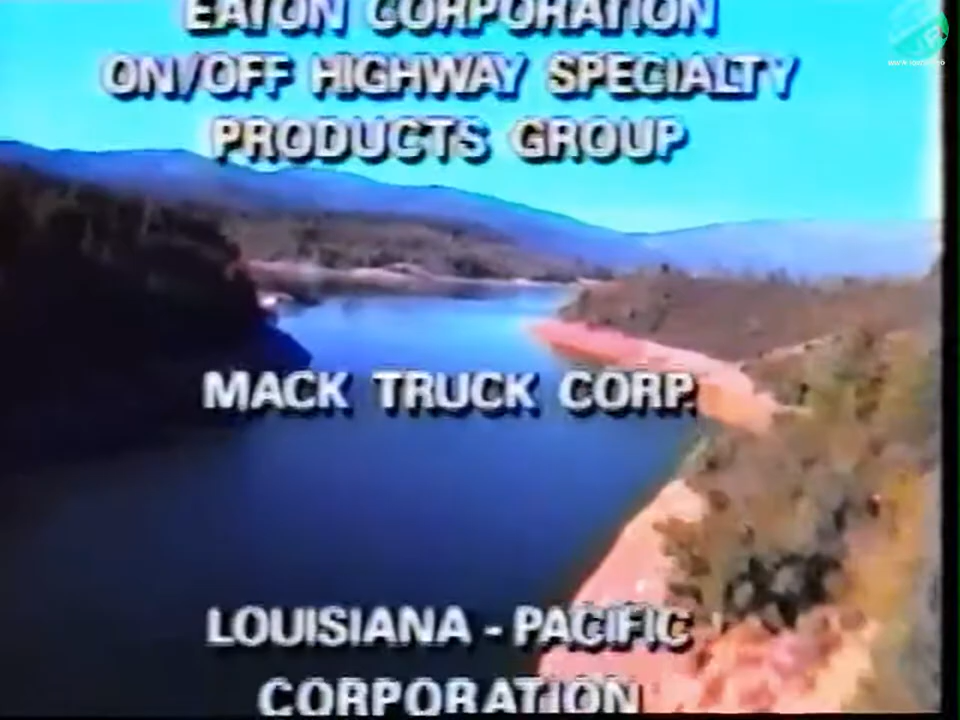 EATON CORPORATION
ON/OFF HIGHWAY SPECIALTY
PRODUCTS GROUP
MACK TRUCK CORP.
LOUISIANA - PACIFIC
CORPORATION